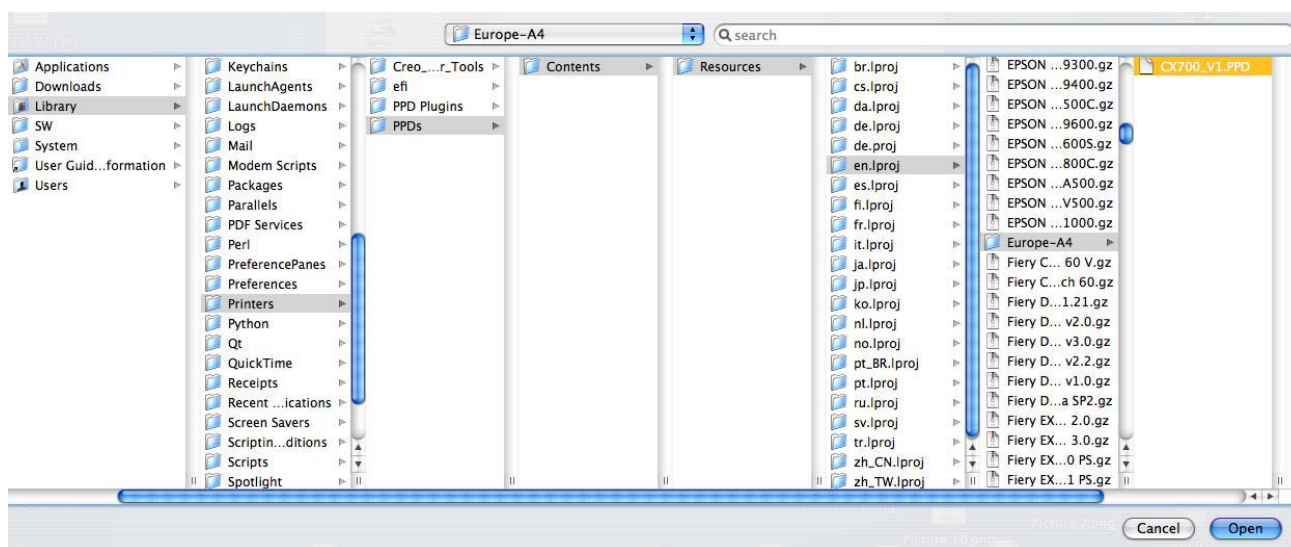 Europe-A4
search
Applications
Downloads
Library
SW
System
User Guid...formation
Users
Keychains
LaunchAgents
LaunchDaemons
Logs
Mail
Modem Scripts
Packages
Parallels
PDF Services
Perl
PreferencePanes
Preferences
Printers
Python
Qt
QuickTime
Receipts
Recent ...ications
Screen Savers
Scriptin...ditions
Scripts
Spotlight
Creo_...r_Tools
efi
PPD Plugins
PPDs
Contents
Resources
br.lproj
cs.lproj
da.lproj
de.lproj
de.proj
en.lproj
es.lproj
fi.lproj
fr.lproj
it.lproj
ja.lproj
jp.lproj
ko.lproj
nl.lproj
no.lproj
pt_BR.lproj
pt.lproj
ru.lproj
sv.lproj
tr.lproj
zh_CN.lproj
zh_TW.lproj
EPSON ...9300.gz
EPSON ...9400.gz
EPSON ...500C.gz
EPSON ...9600.gz
EPSON ...600S.gz
EPSON ...800C.gz
EPSON ...A500.gz
EPSON ...V500.gz
EPSON ...1000.gz
Europe-A4
Fiery C... 60 V.gz
Fiery C...ch 60.gz
Fiery D...1.21.gz
Fiery D... v2.0.gz
Fiery D... v3.0.gz
Fiery D... v2.2.gz
Fiery D... v1.0.gz
Fiery D...a SP2.gz
Fiery EX... 2.0.gz
Fiery EX... 3.0.gz
Fiery EX...0 PS.gz
Fiery EX...1 PS.gz
CX700_V1.PPD
Picture 7.png
Cancel
Open
Picture 10.png